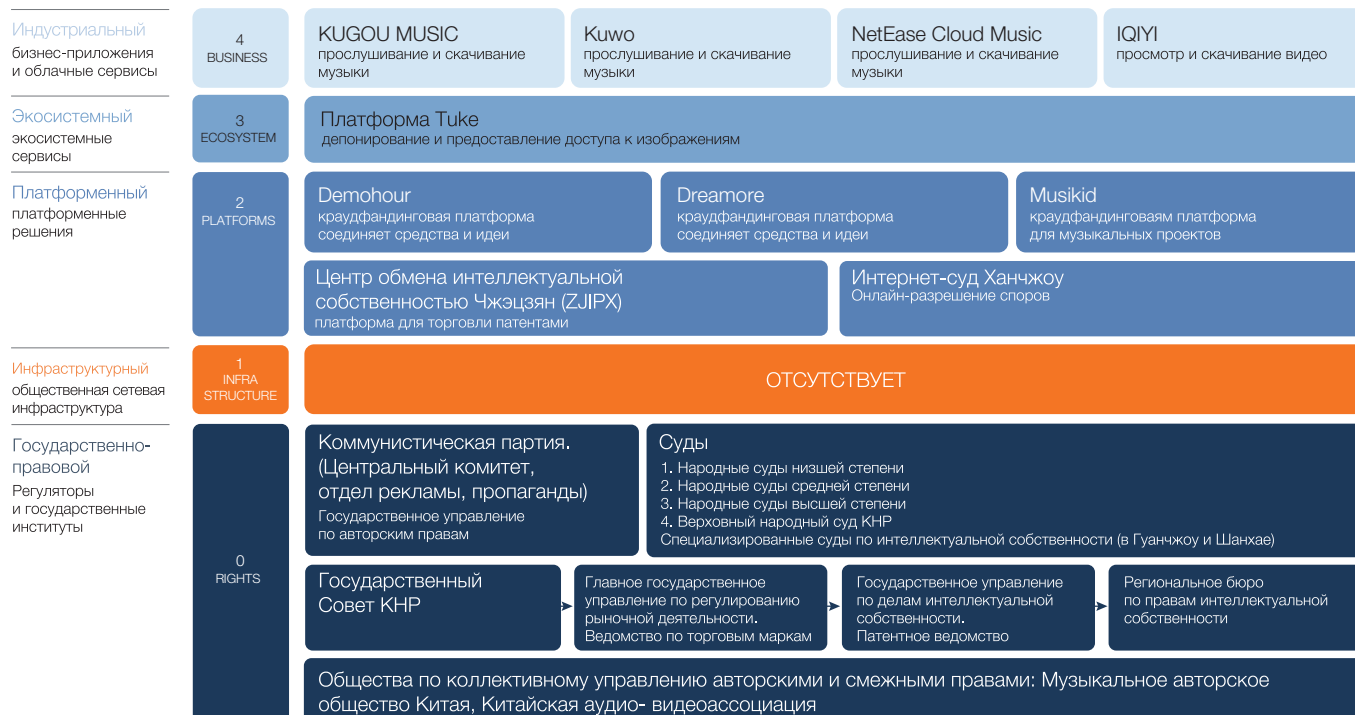 Индустриальный
бизнес-приложения
и облачные сервисы
4
BUSINESS
KUGOU MUSIC
прослушивание и скачивание
музыки
Kuwo
прослушивание и скачивание
музыки
NetEase Cloud Music
прослушивание и скачивание
музыки
IQIYI
просмотр и скачивание видео
Экосистемный
экосистемные
сервисы
3
ECOSYSTEM
Платформа Tuke
депонирование и предоставление доступа к изображениям
Платформенный
платформенные
решения
2
PLATFORMS
Demohour
краудфандинговая платформа
соединяет средства и идеи
Dreamore
краудфандинговая платформа
соединяет средства и идеи
Musikid
краудфандинговаям платформа
для музыкальных проектов
Центр обмена интеллектуальной
собственностью Чжэцзян (ZJIPX)
платформа для торговли патентами
Интернет-суд Ханчжоу
Онлайн-разрешение споров
Инфраструктурный
общественная сетевая
инфраструктура
1
INFRA
STRUCTURE
ОТСУТСТВУЕТ
Государственно-
правовой
Регуляторы
и государственные
институты
0
RIGHTS
Коммунистическая партия.
(Центральный комитет,
отдел рекламы, пропаганды)
Государственное управление
по авторским правам
Суды
1. Народные суды низшей степени
2. Народные суды средней степени
3. Народные суды высшей степени
4. Верховный народный суд КНР
Специализированные суды по интеллектуальной собственности (в Гуанчжоу и Шанхае)
Государственный
Совет КНР
Главное государственное
управление по регулированию
рыночной деятельности.
Ведомство по торговым маркам
Государственное управление
по делам интеллектуальной
собственности.
Патентное ведомство
Региональное бюро
по правам интеллектуальной
собственности
Общества по коллективному управлению авторскими и смежными правами: Музыкальное авторское
общество Китая, Китайская аудио- видеоассоциация